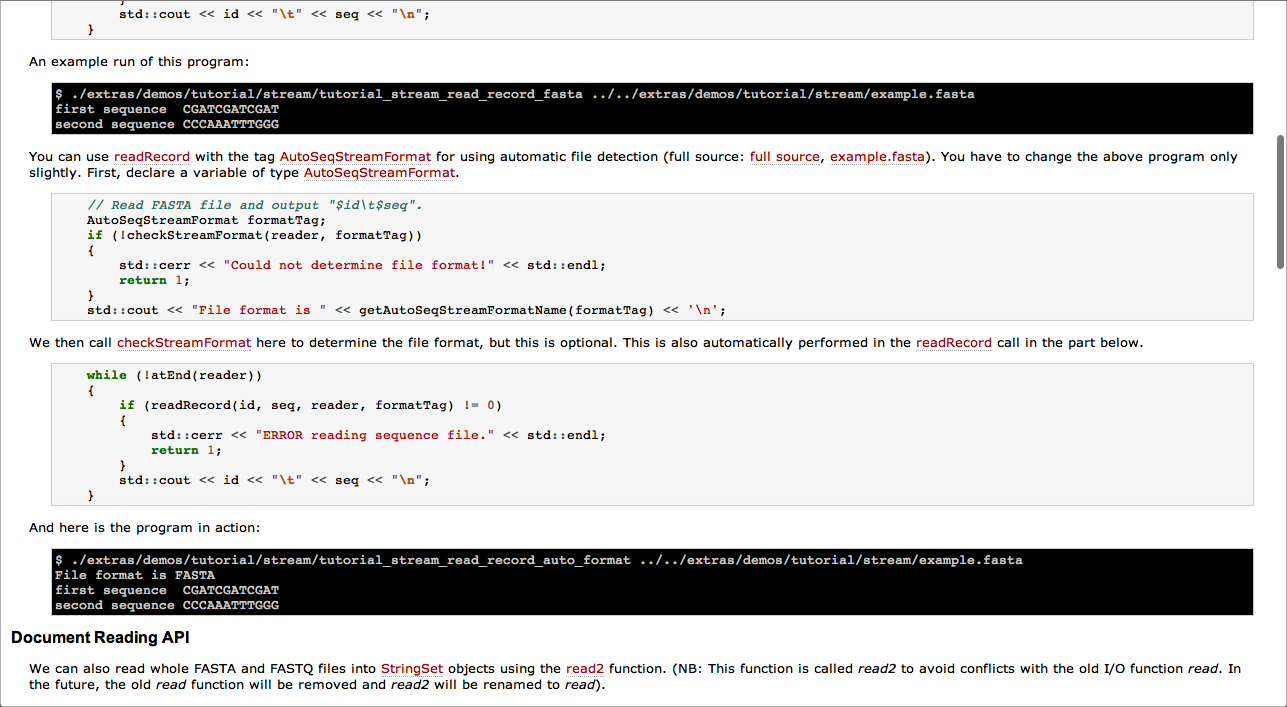 }
        std::cout << id << "\t" << seq << "\n";
    }
An example run of this program:
$ ./extras/demos/tutorial/stream/tutorial_stream_read_record_fasta ../../extras/demos/tutorial/stream/example.fasta
first sequence  CGATCGATCGAT
second sequence CCCAAATTTGGG
You can use readRecord with the tag AutoSeqStreamFormat for using automatic file detection (full source: full source, example.fasta). You have to change the above program only
slightly. First, declare a variable of type AutoSeqStreamFormat.
    // Read FASTA file and output "$id\t$seq".
    AutoSeqStreamFormat formatTag;
    if (!checkStreamFormat(reader, formatTag))
    {
        std::cerr << "Could not determine file format!" << std::endl;
        return 1;
    }
    std::cout << "File format is " << getAutoSeqStreamFormatName(formatTag) << '\n';
We then call checkStreamFormat here to determine the file format, but this is optional. This is also automatically performed in the readRecord call in the part below.
    while (!atEnd(reader))
    {
        if (readRecord(id, seq, reader, formatTag) != 0)
        {
            std::cerr << "ERROR reading sequence file." << std::endl;
            return 1;
        }
        std::cout << id << "\t" << seq << "\n";
    }
And here is the program in action:
$ ./extras/demos/tutorial/stream/tutorial_stream_read_record_auto_format ../../extras/demos/tutorial/stream/example.fasta
File format is FASTA
first sequence  CGATCGATCGAT
second sequence CCCAAATTTGGG
Document Reading API
We can also read whole FASTA and FASTQ files into StringSet objects using the read2 function. (NB: This function is called read2 to avoid conflicts with the old I/O function read. In
the future, the old read function will be removed and read2 will be renamed to read).